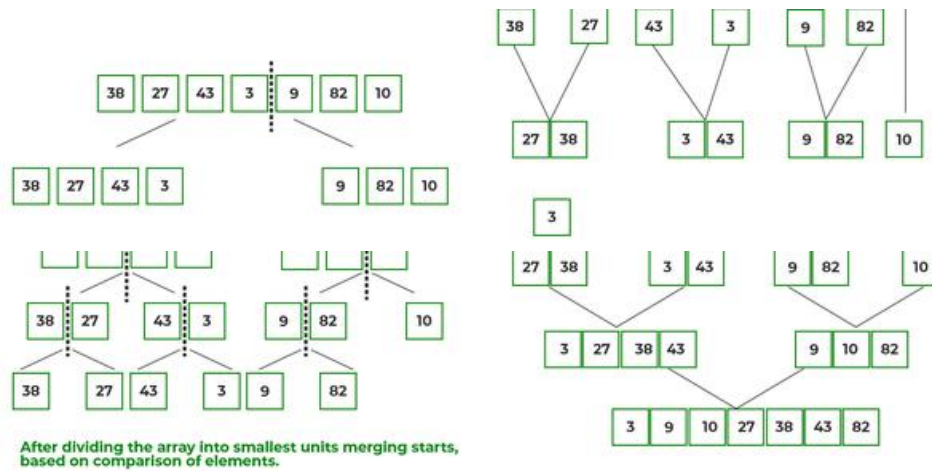 38 27 43 3 9 82 10
38 27 43 3 9 82 10
38 27 43 3 9 82 10
38 27 43 3 9 82
After dividing the array into smallest units merging starts,
based on comparison of elements.
38 27 43 3 9 82
27 38 3 43 9 82 10
3
27 38 3 43 9 82 10
3 27 38 43 9 10 82
3 9 10 27 38 43 82